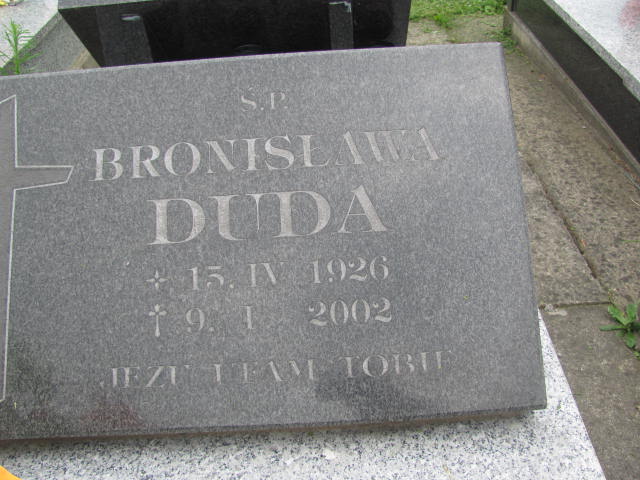 Ś.P.
BRONISŁAWA
DUDA
15. IV 1926
† 9. I 2002
JEZU UFAM TOBIE